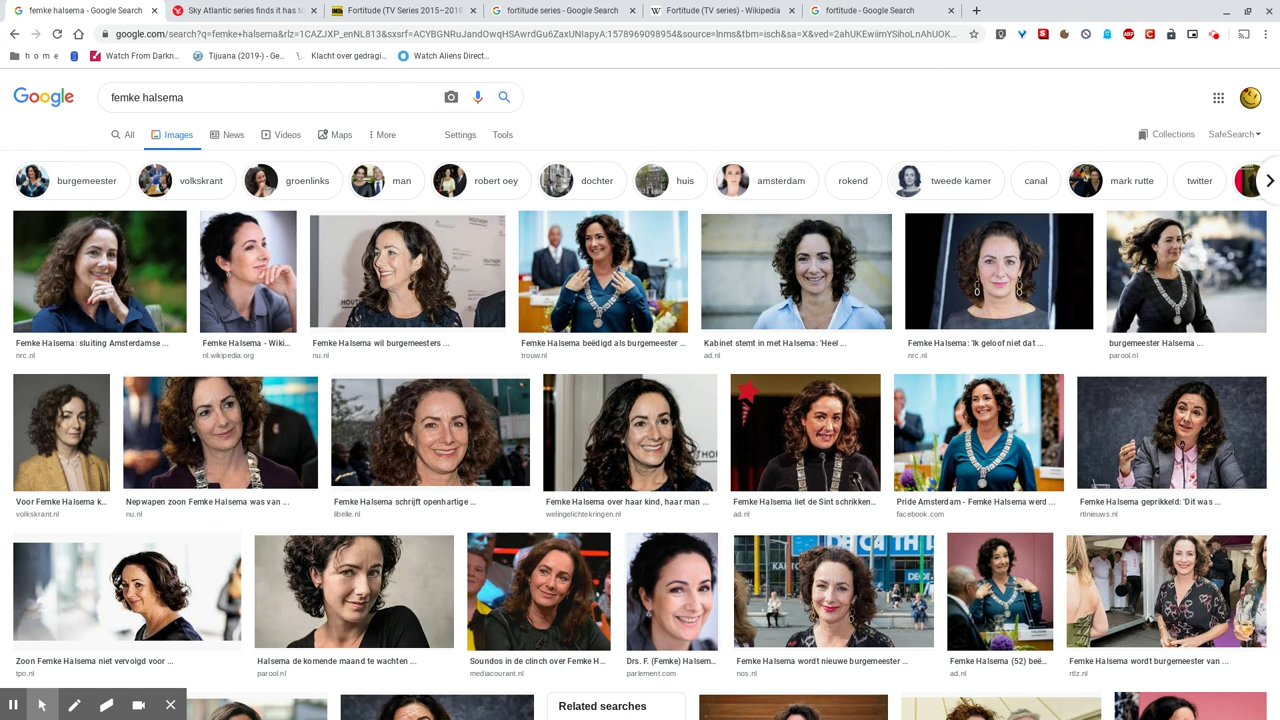 femke halsema - Google Search
Sky Atlantic series finds it has to
Fortitude (TV Series 2015–2018
fortitude series - Google Search
Fortitude (TV series) - Wikipedia
fortitude - Google Search
google.com/search?q=femke+halsema&rlz=1CAZJXP_enNL813&sxsrf=ACYBGNRuJandOwqHSAwrdGu6ZaxUNIapyA:1578969098954&source=lnms&tbm=isch&sa=X&ved=2ahUKEwiimYSihoLnAhUOK...
h o m e
Watch From Darkn...
Tijuana (2019-) - Ge...
Klacht over gedragi...
Watch Aliens Direct...
Google
femke halsema
All
Images
News
Videos
Maps
More
Settings
Tools
Collections
SafeSearch
burgemeester
volkskrant
groenlinks
man
robert oey
dochter
huis
amsterdam
rokend
tweede kamer
canal
mark rutte
twitter
Femke Halsema: sluiting Amsterdamse ...
nrc.nl
Femke Halsema - Wiki...
nl.wikipedia.org
Femke Halsema wil burgemeesters ...
nu.nl
Femke Halsema beëdigd als burgemeester ...
trouw.nl
Kabinet stemt in met Halsema: 'Heel ...
ad.nl
Femke Halsema: 'Ik geloof niet dat ...
nrc.nl
burgemeester Halsema ...
parool.nl
Voor Femke Halsema k...
volkskrant.nl
Nepwapen zoon Femke Halsema was van ...
nu.nl
Femke Halsema schrijft openhartige ...
libelle.nl
Femke Halsema over haar kind, haar man ...
welingelichtekringen.nl
Femke Halsema liet de Sint schrikken...
ad.nl
Pride Amsterdam - Femke Halsema werd ...
facebook.com
Femke Halsema geprikkeld: 'Dit was ...
rtlnieuws.nl
Zoon Femke Halsema niet vervolgd voor ...
tpo.nl
Halsema de komende maand te wachten ...
parool.nl
Soundos in de clinch over Femke H...
mediacourant.nl
Drs. F. (Femke) Halsem...
parlement.com
Femke Halsema wordt nieuwe burgemeester ...
nos.nl
Femke Halsema (52) beë...
ad.nl
Femke Halsema wordt burgemeester van ...
rtlz.nl
Related searches